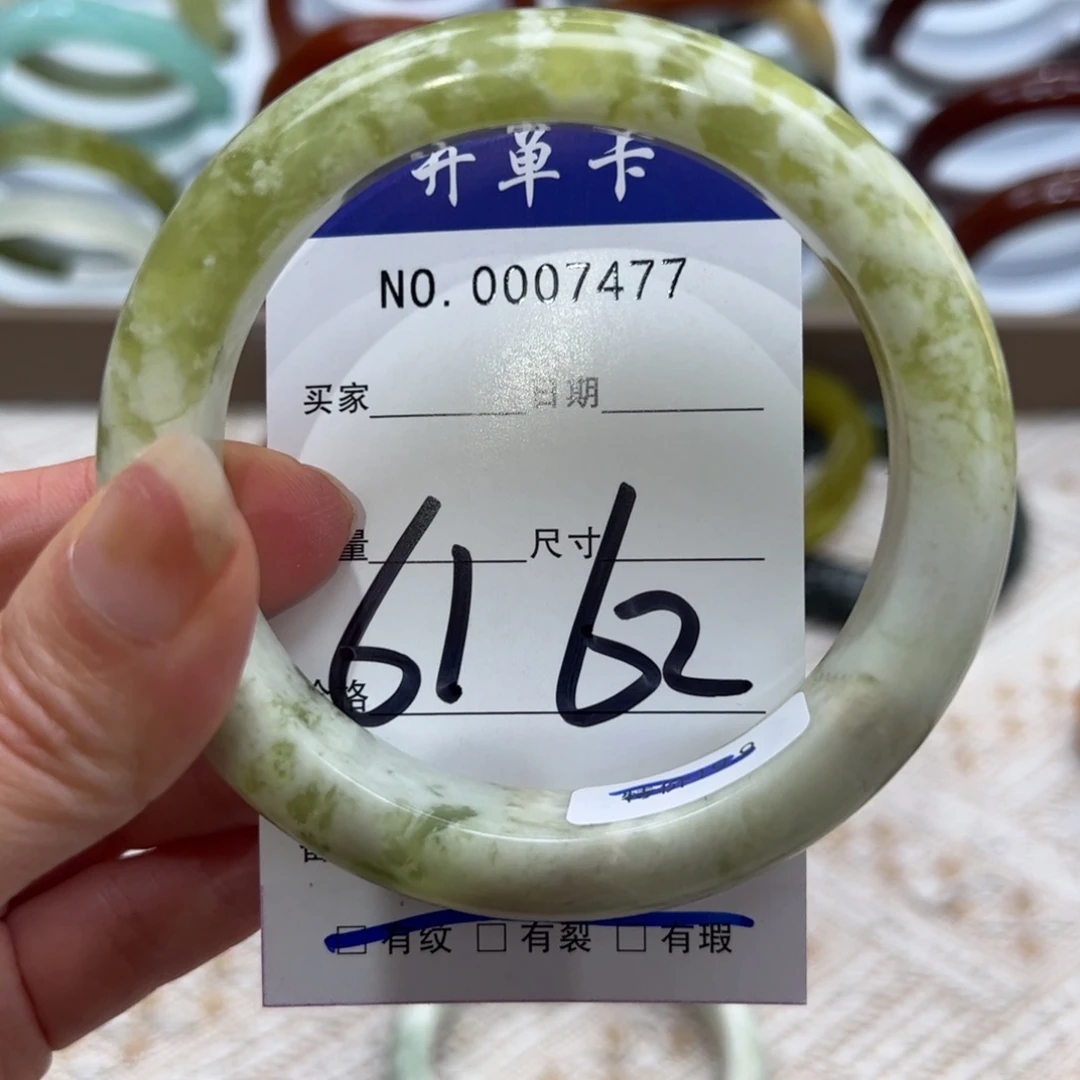 开单卡
NO. 0007477
买家 日期
量 尺寸
61 62
格
有纹 有裂 有瑕